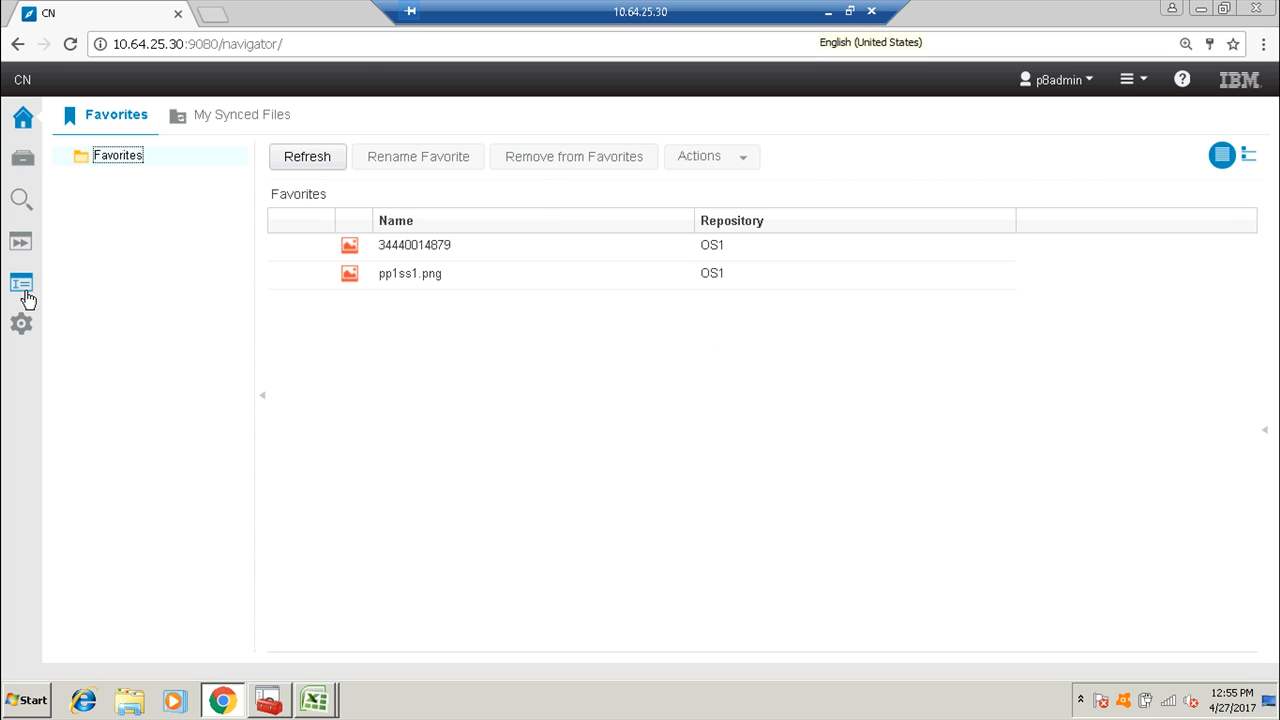 CN
10.64.25.30
10.64.25.30:9080/navigator/
English (United States)
CN
p8admin
IBM
Favorites
My Synced Files
Favorites
Refresh
Rename Favorite
Remove from Favorites
Actions
Favorites
Name
Repository
34440014879
OS1
pp1ss1.png
OS1
Start
12:55 PM
4/27/2017